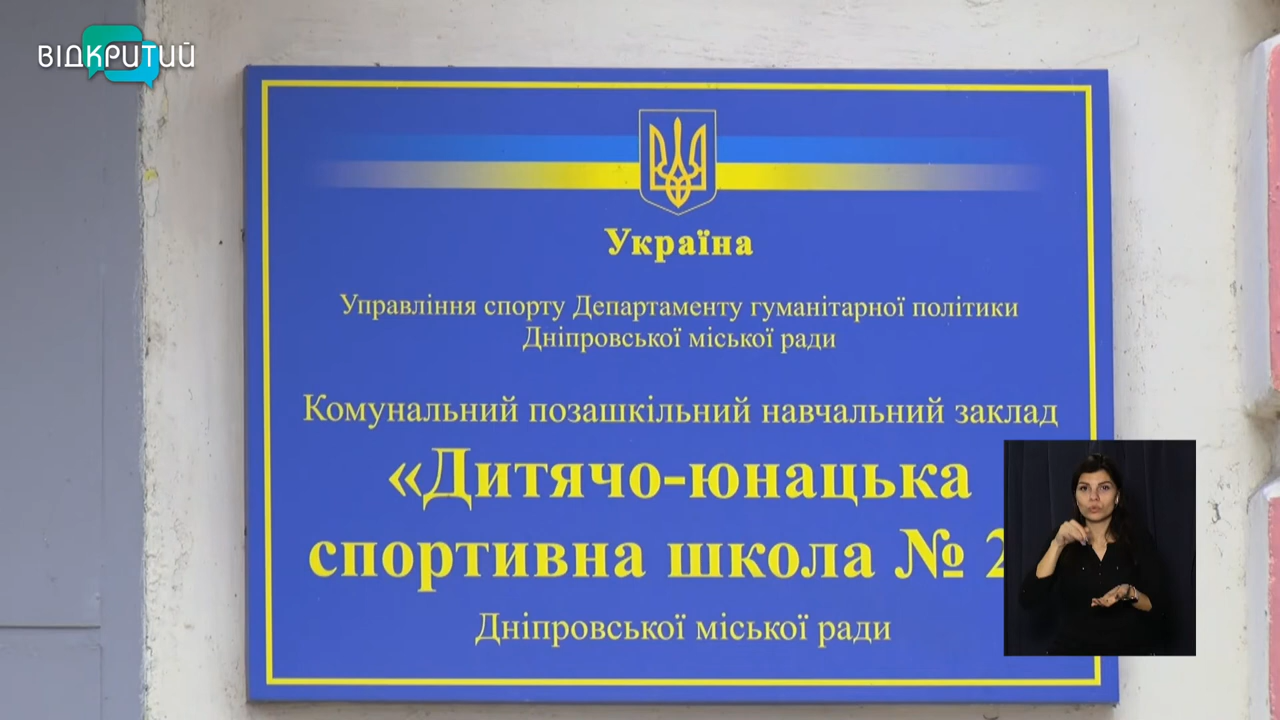 ВІДКРИТИЙ
Україна
Управління спорту Департаменту гуманітарної політики
Дніпровської міської ради
Комунальний позашкільний навчальний заклад
«Дитячо-юнацька
спортивна школа №
Дніпровської міської ради